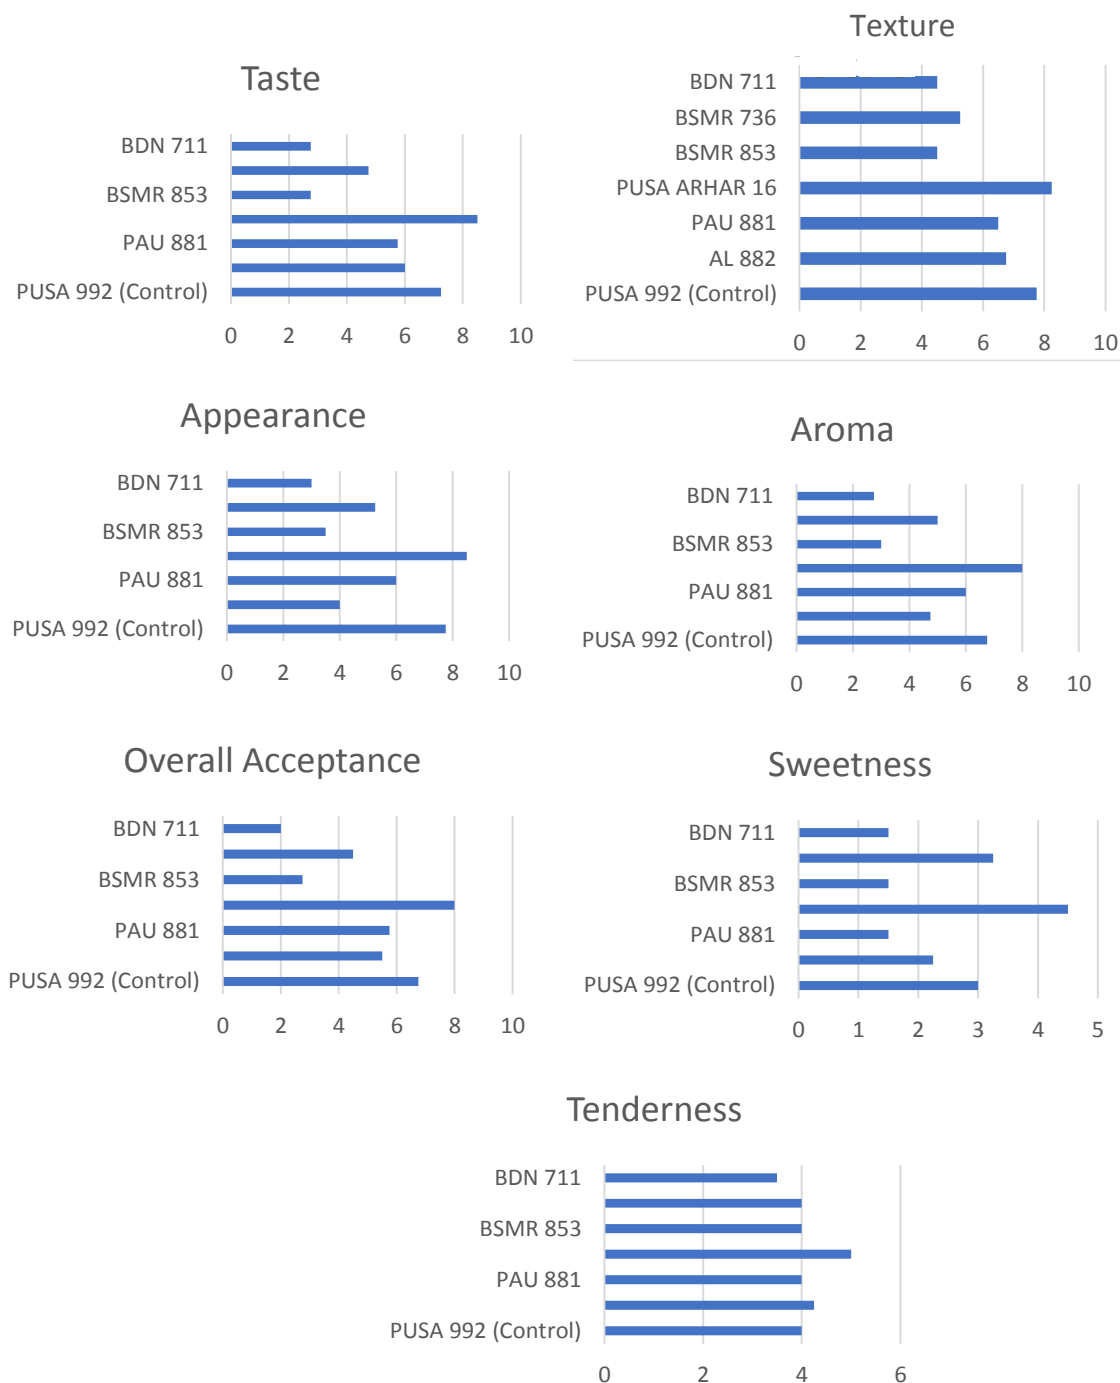 Taste
BDN 711
BSMR 853
PAU 881
PUSA 992 (Control)
0 2 4 6 8 10
Texture
BDN 711
BSMR 736
BSMR 853
PUSA ARHAR 16
PAU 881
AL 882
PUSA 992 (Control)
0 2 4 6 8 10
Appearance
BDN 711
BSMR 853
PAU 881
PUSA 992 (Control)
0 2 4 6 8 10
Aroma
BDN 711
BSMR 853
PAU 881
PUSA 992 (Control)
0 2 4 6 8 10
Overall Acceptance
BDN 711
BSMR 853
PAU 881
PUSA 992 (Control)
0 2 4 6 8 10
Sweetness
BDN 711
BSMR 853
PAU 881
PUSA 992 (Control)
0 1 2 3 4 5
Tenderness
BDN 711
BSMR 853
PAU 881
PUSA 992 (Control)
0 2 4 6